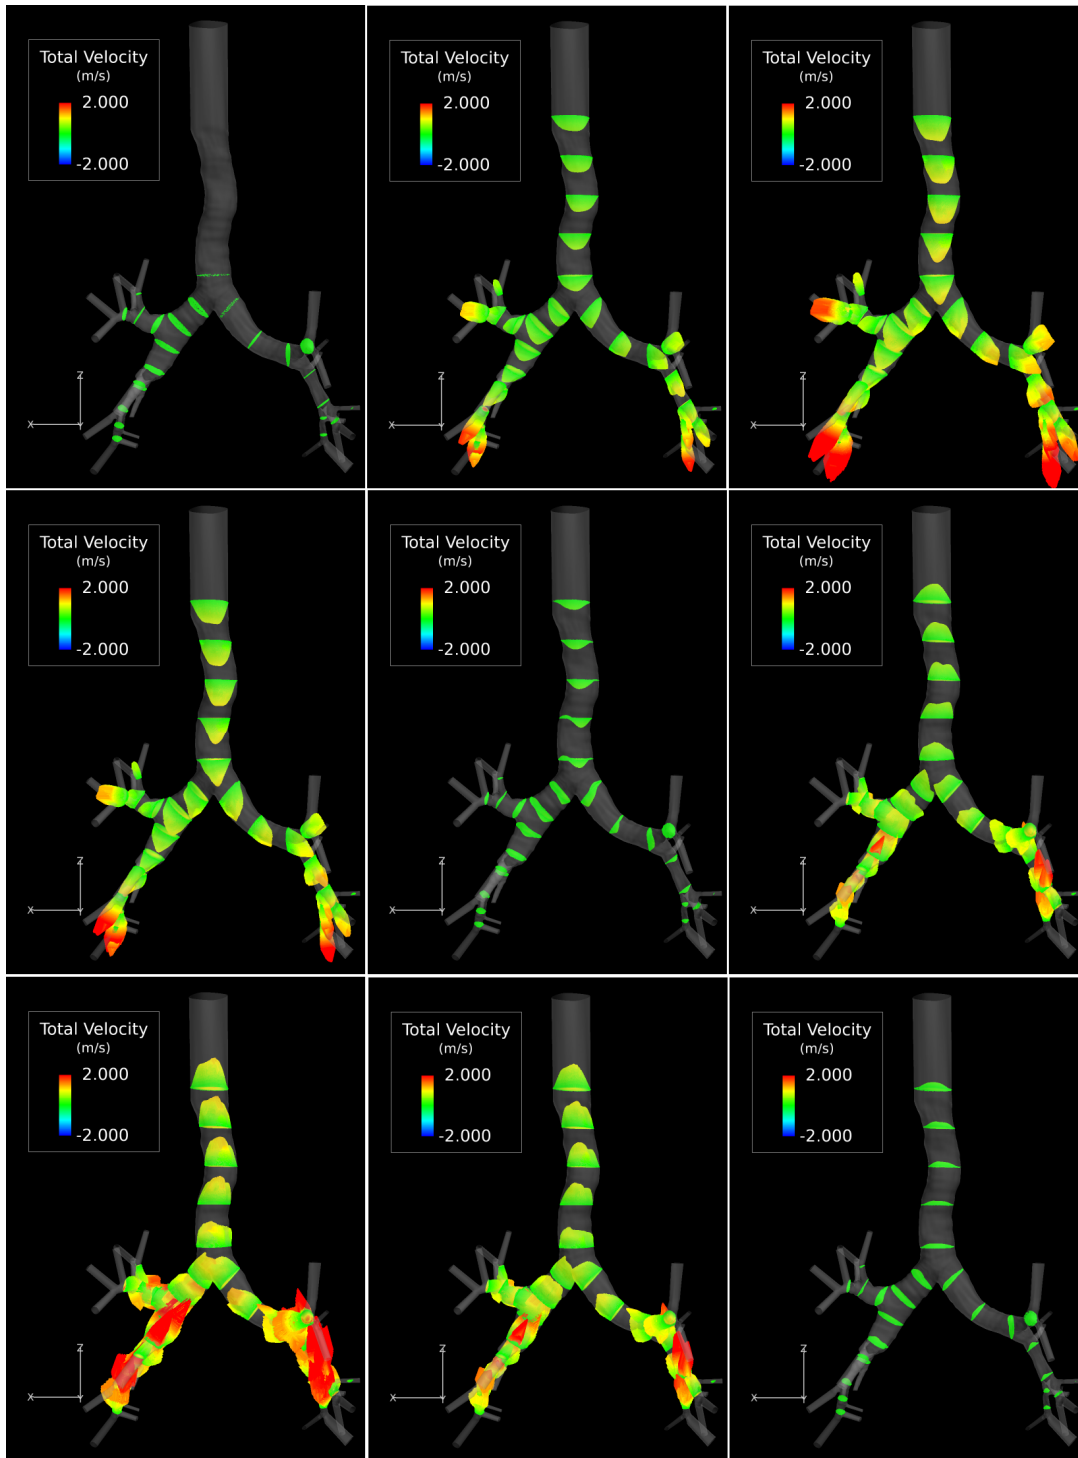 Total Velocity
(m/s)
2.000
-2.000
Z
X
Y
Total Velocity
(m/s)
2.000
-2.000
Z
X
Y
Total Velocity
(m/s)
2.000
-2.000
Z
X
Y
Total Velocity
(m/s)
2.000
-2.000
Z
X
Y
Total Velocity
(m/s)
2.000
-2.000
Z
X
Y
Total Velocity
(m/s)
2.000
-2.000
Z
X
Y
Total Velocity
(m/s)
2.000
-2.000
Z
X
Y
Total Velocity
(m/s)
2.000
-2.000
Z
X
Y
Total Velocity
(m/s)
2.000
-2.000
Z
X
Y